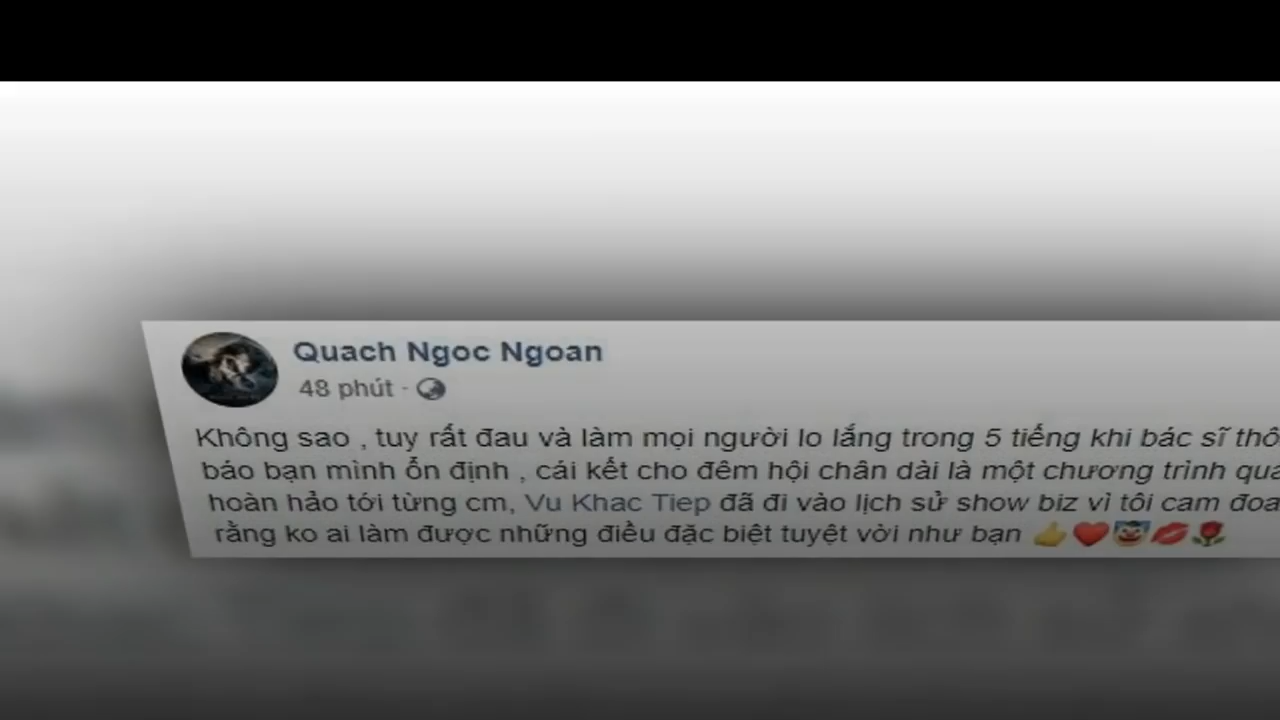 Quach Ngoc Ngoan
48 phút ·
Không sao , tuy rất đau và làm mọi người lo lắng trong 5 tiếng khi bác sĩ
báo bạn mình ổn định , cái kết cho đêm hội chân dài là một chương trình
hoàn hảo tới từng cm, Vu Khac Tiep đã đi vào lịch sử show biz vì tôi cam
rằng ko ai làm được những điều đặc biệt tuyệt vời như bạn 👍❤️🤡💋🌹